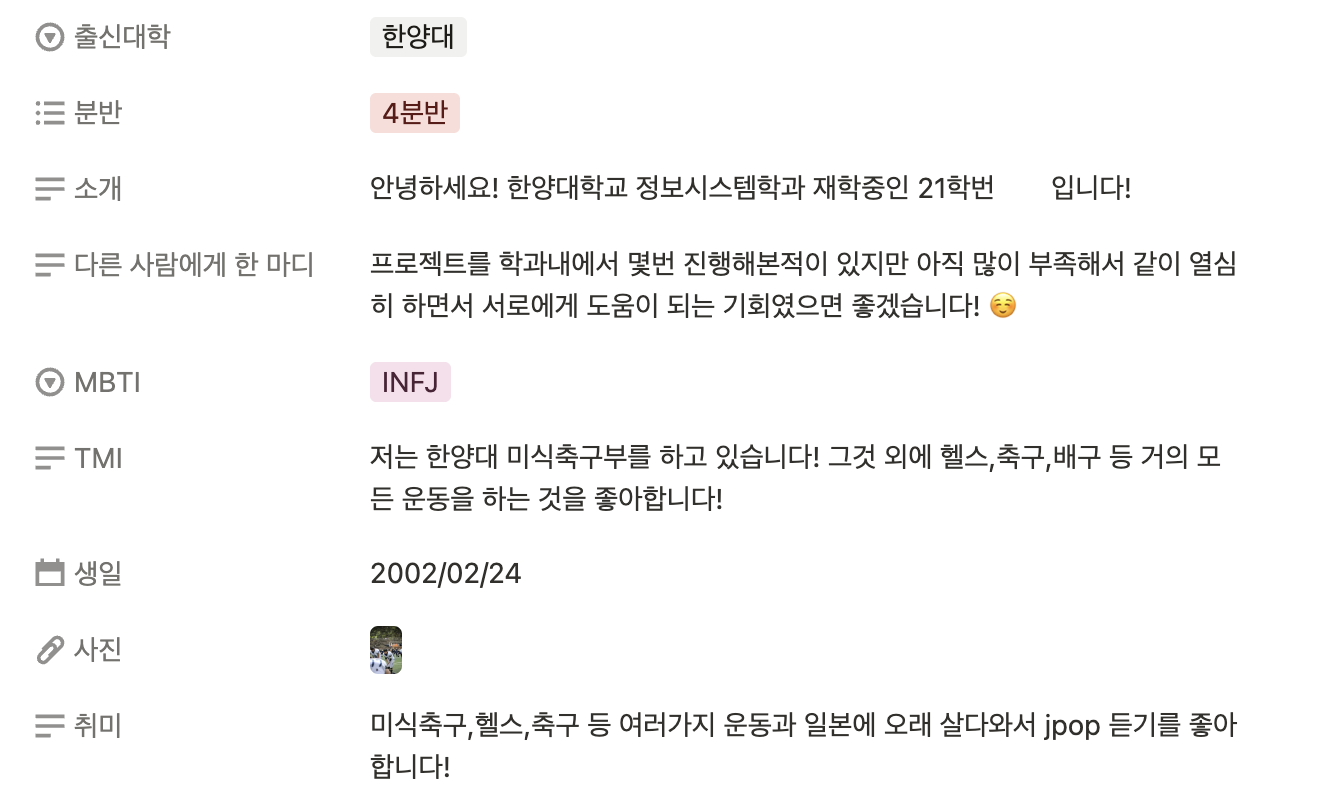 출신대학 한양대
분반 4분반
소개 안녕하세요! 한양대학교 정보시스템학과 재학중인 21학번 입니다!
다른 사람에게 한 마디 프로젝트를 학과내에서 몇번 진행해본적이 있지만 아직 많이 부족해서 같이 열심
히 하면서 서로에게 도움이 되는 기회였으면 좋겠습니다! ☺️
MBTI INFJ
TMI 저는 한양대 미식축구부를 하고 있습니다! 그것 외에 헬스,축구,배구 등 거의 모
든 운동을 하는 것을 좋아합니다!
생일 2002/02/24
사진
취미 미식축구,헬스,축구 등 여러가지 운동과 일본에 오래 살다와서 jpop 듣기를 좋아
합니다!